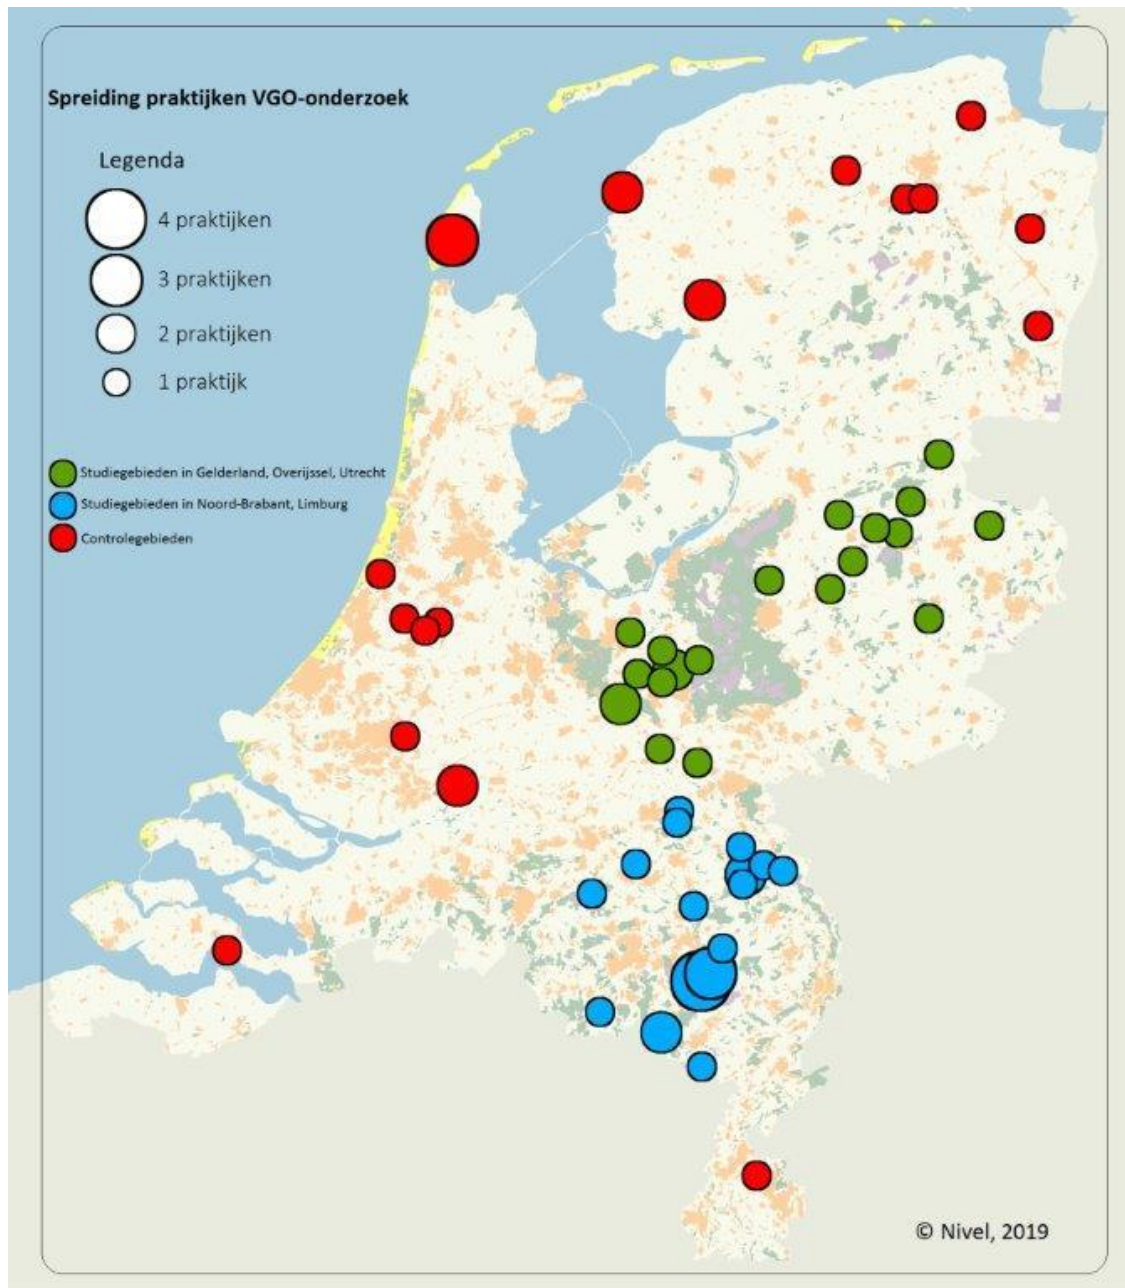 Spreiding praktijken VGO-onderzoek
Legenda
4 praktijken
3 praktijken
2 praktijken
1 praktijk
Studiegebieden in Gelderland, Overijssel, Utrecht
Studiegebieden in Noord-Brabant, Limburg
Controlegebieden
© Nivel, 2019